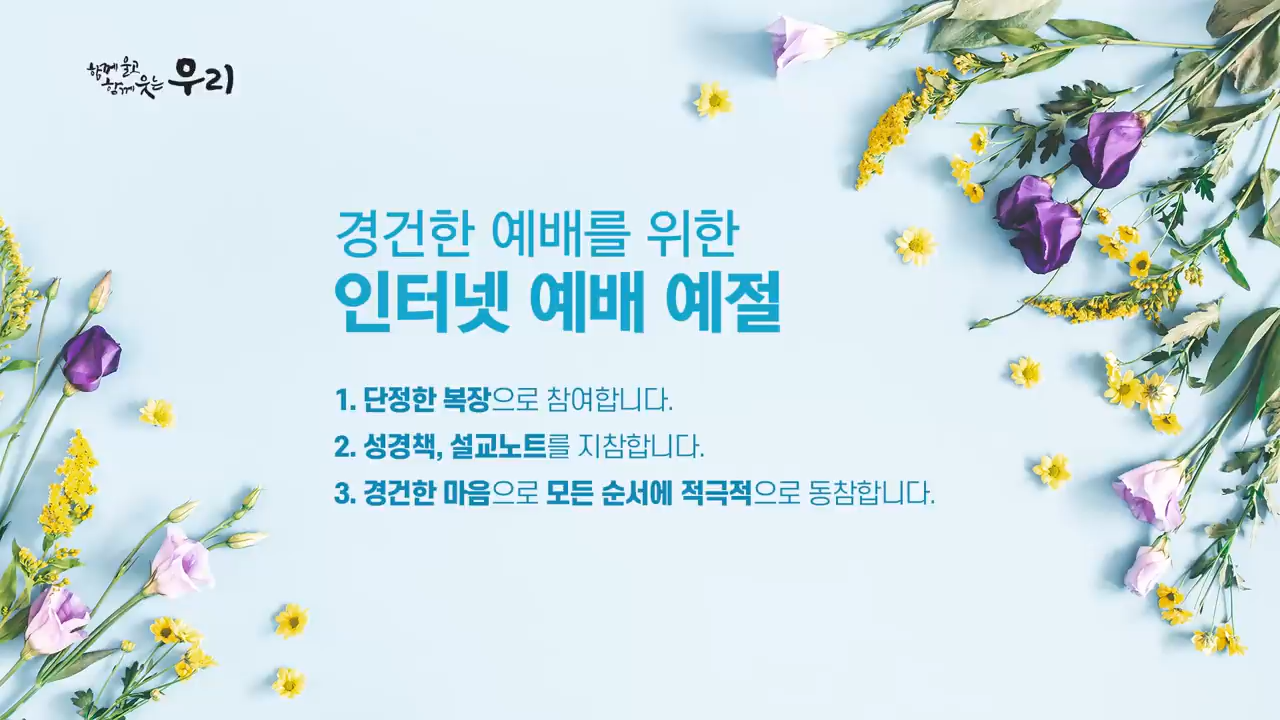 함께 울고
함께 웃는 우리
경건한 예배를 위한
인터넷 예배 예절
1. 단정한 복장으로 참여합니다.
2. 성경책, 설교노트를 지참합니다.
3. 경건한 마음으로 모든 순서에 적극적으로 동참합니다.